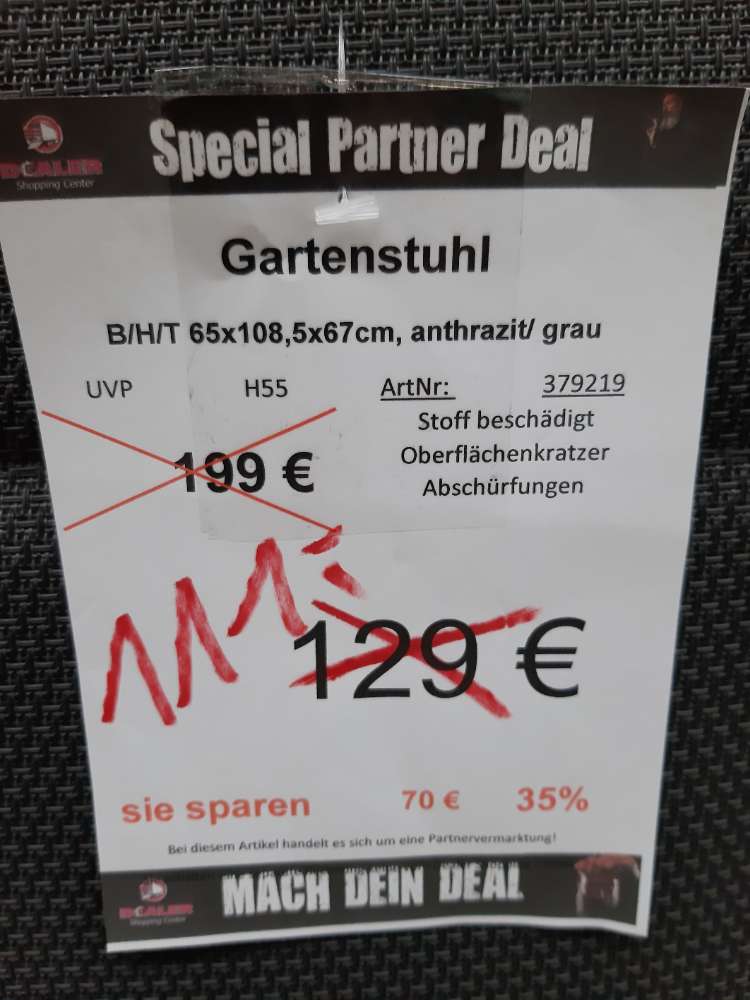 Special Partner Deal
DEALER
Shopping Center
Gartenstuhl
B/H/T 65x108,5x67cm, anthrazit/ grau
UVP H55 ArtNr: 379219
Stoff beschädigt
Oberflächenkratzer
Abschürfungen
199 €
111,-
129 €
sie sparen 70 € 35%
Bei diesem Artikel handelt es sich um eine Partnervermarktung!
DEALER
Shopping Center
MACH DEIN DEAL